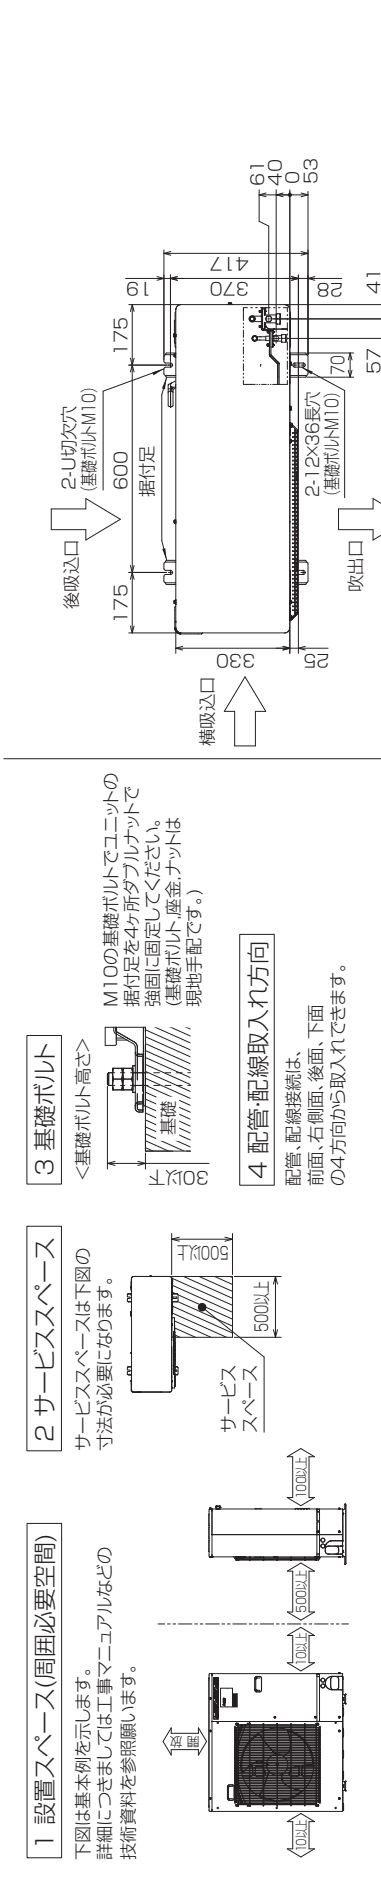 1 設置スペース(周囲必要空間)
下図は基本例を示します。
詳細につきましては工事マニュアルなどの
技術資料を参照願います。
開放
10以上
10以上
500以上
100以上
2 サービススペース
サービススペースは下図の
寸法が必要になります。
500以上
500以上
サービス
スペース
3 基礎ボルト
<基礎ボルト高さ>
30以下
基礎
M10の基礎ボルトでユニットの
据付足を4ヶ所ダブルナットで
強固に固定してください。
(基礎ボルト,座金,ナットは
現地手配です。)
4 配管・配線取入れ方向
配管、配線接続は、
前面、右側面、後面、下面
の4方向から取入れできます。
後吸込口
2-U切欠穴
(基礎ボルトM10)
175
600
175
据付足
19
417
370
28
61
40
0
53
330
25
横吸込口
70
2-12×36長穴
(基礎ボルトM10)
吹出口
57
41